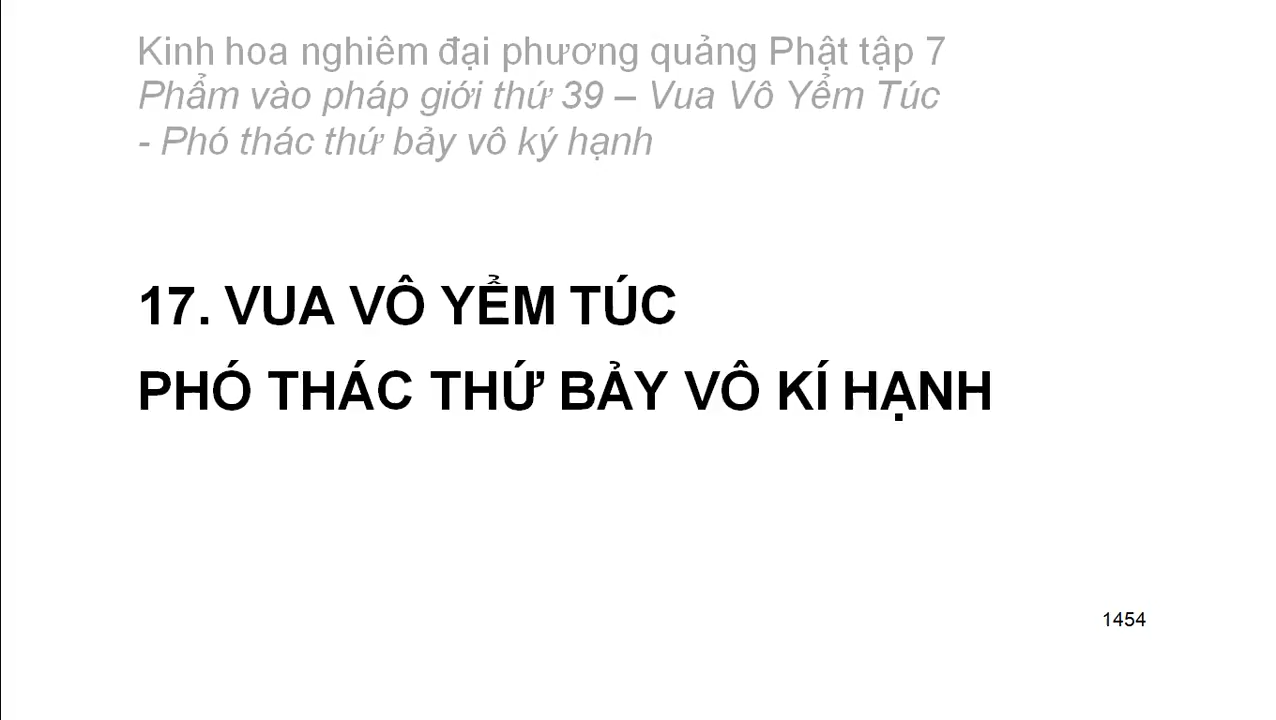 Kinh hoa nghiêm đại phương quảng Phật tập 7
Phẩm vào pháp giới thứ 39 – Vua Vô Yểm Túc
- Phó thác thứ bảy vô ký hạnh
17. VUA VÔ YỂM TÚC
PHÓ THÁC THỨ BẢY VÔ KÍ HẠNH
1454